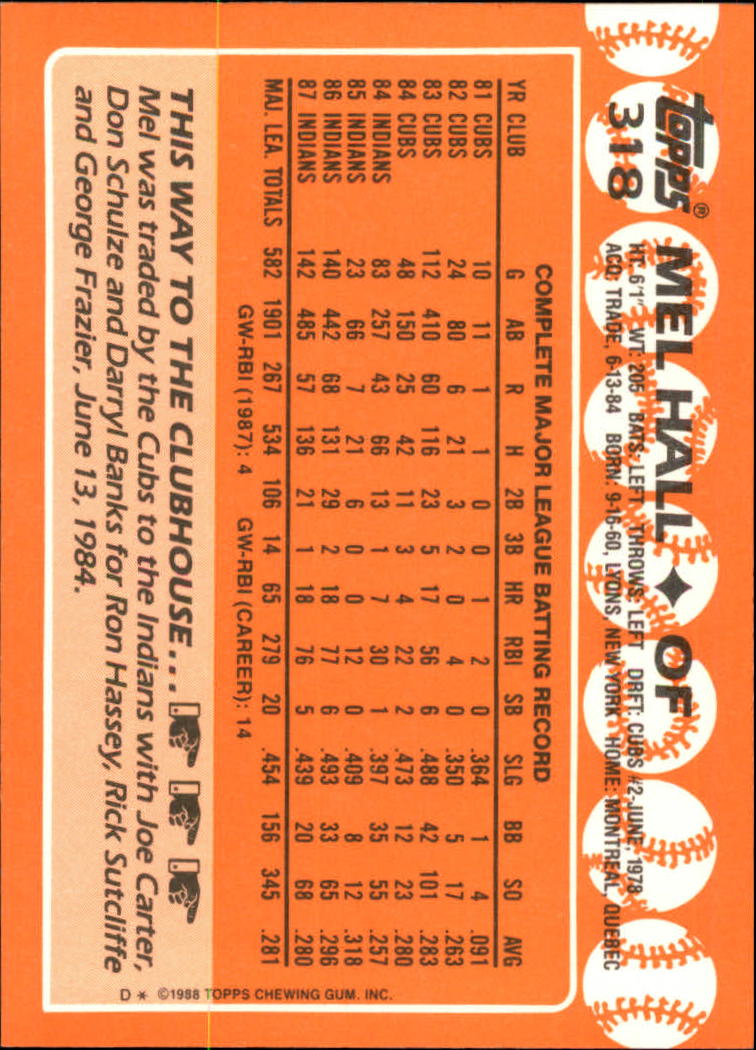 topps®
318
MEL HALL ✦ OF
HT: 6'1" WT: 205 BATS: LEFT THROWS: LEFT DRFT: CUBS #2-JUNE, 1978
ACQ: TRADE, 6-13-84 BORN: 9-16-60, LYONS, NEW YORK HOME: MONTREAL, QUEBEC
COMPLETE MAJOR LEAGUE BATTING RECORD
YR CLUB G AB R H 2B 3B HR RBI SB SLG BB SO AVG
81 CUBS 10 11 1 1 0 0 1 2 0 .364 1 4 .091
82 CUBS 24 80 6 21 3 2 0 4 0 .350 5 17 .263
83 CUBS 112 410 60 116 23 5 17 56 6 .488 42 101 .283
84 CUBS 48 150 25 42 11 3 4 22 2 .473 12 23 .280
84 INDIANS 83 257 43 66 13 1 7 30 1 .397 35 55 .257
85 INDIANS 23 66 7 21 6 0 0 12 0 .409 8 12 .318
86 INDIANS 140 442 68 131 29 2 18 77 6 .493 33 65 .296
87 INDIANS 142 485 57 136 21 1 18 76 5 .439 20 68 .280
MAJ. LEA. TOTALS 582 1901 267 534 106 14 65 279 20 .454 156 345 .281
GW-RBI (1987): 4 GW-RBI (CAREER): 14
THIS WAY TO THE CLUBHOUSE...
Mel was traded by the Cubs to the Indians with Joe Carter,
Don Schulze and Darryl Banks for Ron Hassey, Rick Sutcliffe
and George Frazier, June 13, 1984.
D * ©1988 TOPPS CHEWING GUM. INC.